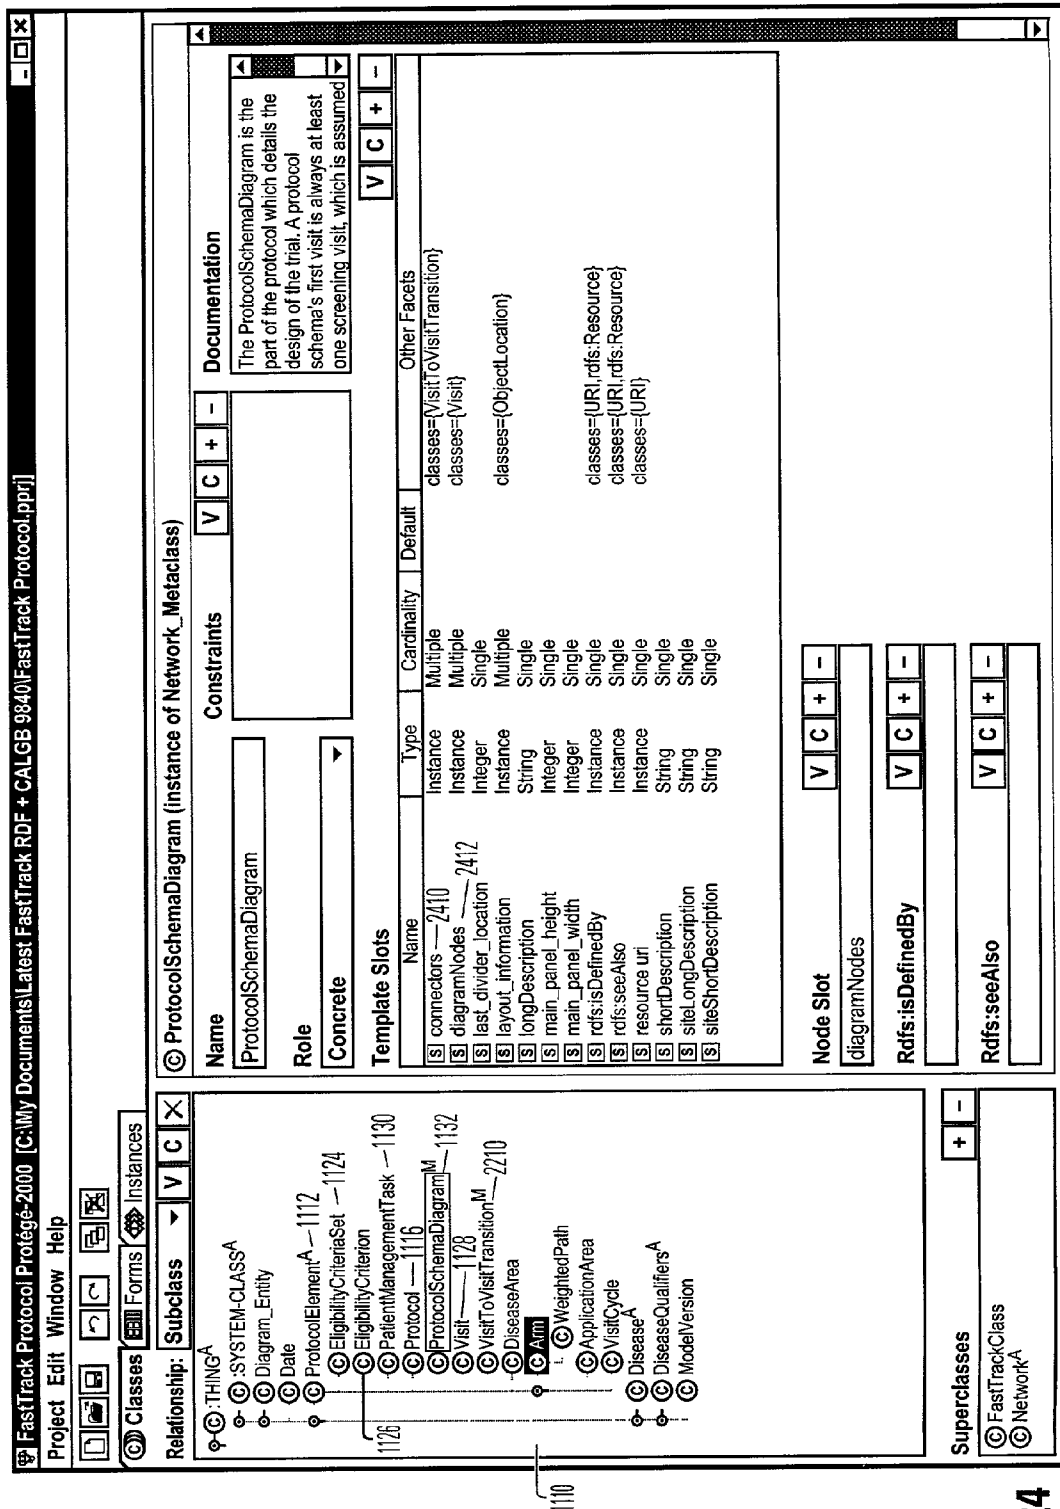 FastTrack Protocol Protégé-2000 [C:\My Documents\Latest FastTrack RDF + CALGB 9840\FastTrack Protocol.pprj]
Project Edit Window Help
Classes Forms Instances
Relationship: Subclass V C X
:THING A
:SYSTEM-CLASS A
Diagram_Entity A
Date
ProtocolElement A 1112
EligibilityCriteriaSet 1124
EligibilityCriterion
1126
PatientManagementTask 1130
Protocol 1116
ProtocolSchemaDiagram M 1132
Visit 1128
VisitToVisitTransition M 2210
DiseaseArea
Arm
WeightedPath
ApplicationArea
VisitCycle
Disease A
DiseaseQualifiers A
ModelVersion
1110
Superclasses + -
FastTrackClass
Network A
© ProtocolSchemaDiagram (instance of Network_Metaclass)
Name
ProtocolSchemaDiagram
Role
Concrete
Constraints V C + -
Documentation
The ProtocolSchemaDiagram is the
part of the protocol which details the
design of the trial. A protocol
schema's first visit is always at least
one screening visit, which is assumed
Template Slots V C + -
Name Type Cardinality Default Other Facets
S connectors 2410 Instance Multiple classes={VisitToVisitTransition}
S diagramNodes 2412 Instance Multiple classes={Visit}
S last_divider_location Integer Single
S layout_information Instance Multiple classes={ObjectLocation}
S longDescription String Single
S main_panel_height Integer Single
S main_panel_width Integer Single
S rdfs:isDefinedBy Instance Single classes={URI,rdfs:Resource}
S rdfs:seeAlso Instance Single classes={URI,rdfs:Resource}
S resource uri Instance Single classes={URI}
S shortDescription String Single
S siteLongDescription String Single
S siteShortDescription String Single
Node Slot V C + -
diagramNodes
Rdfs:isDefinedBy V C + -
Rdfs:seeAlso V C + -